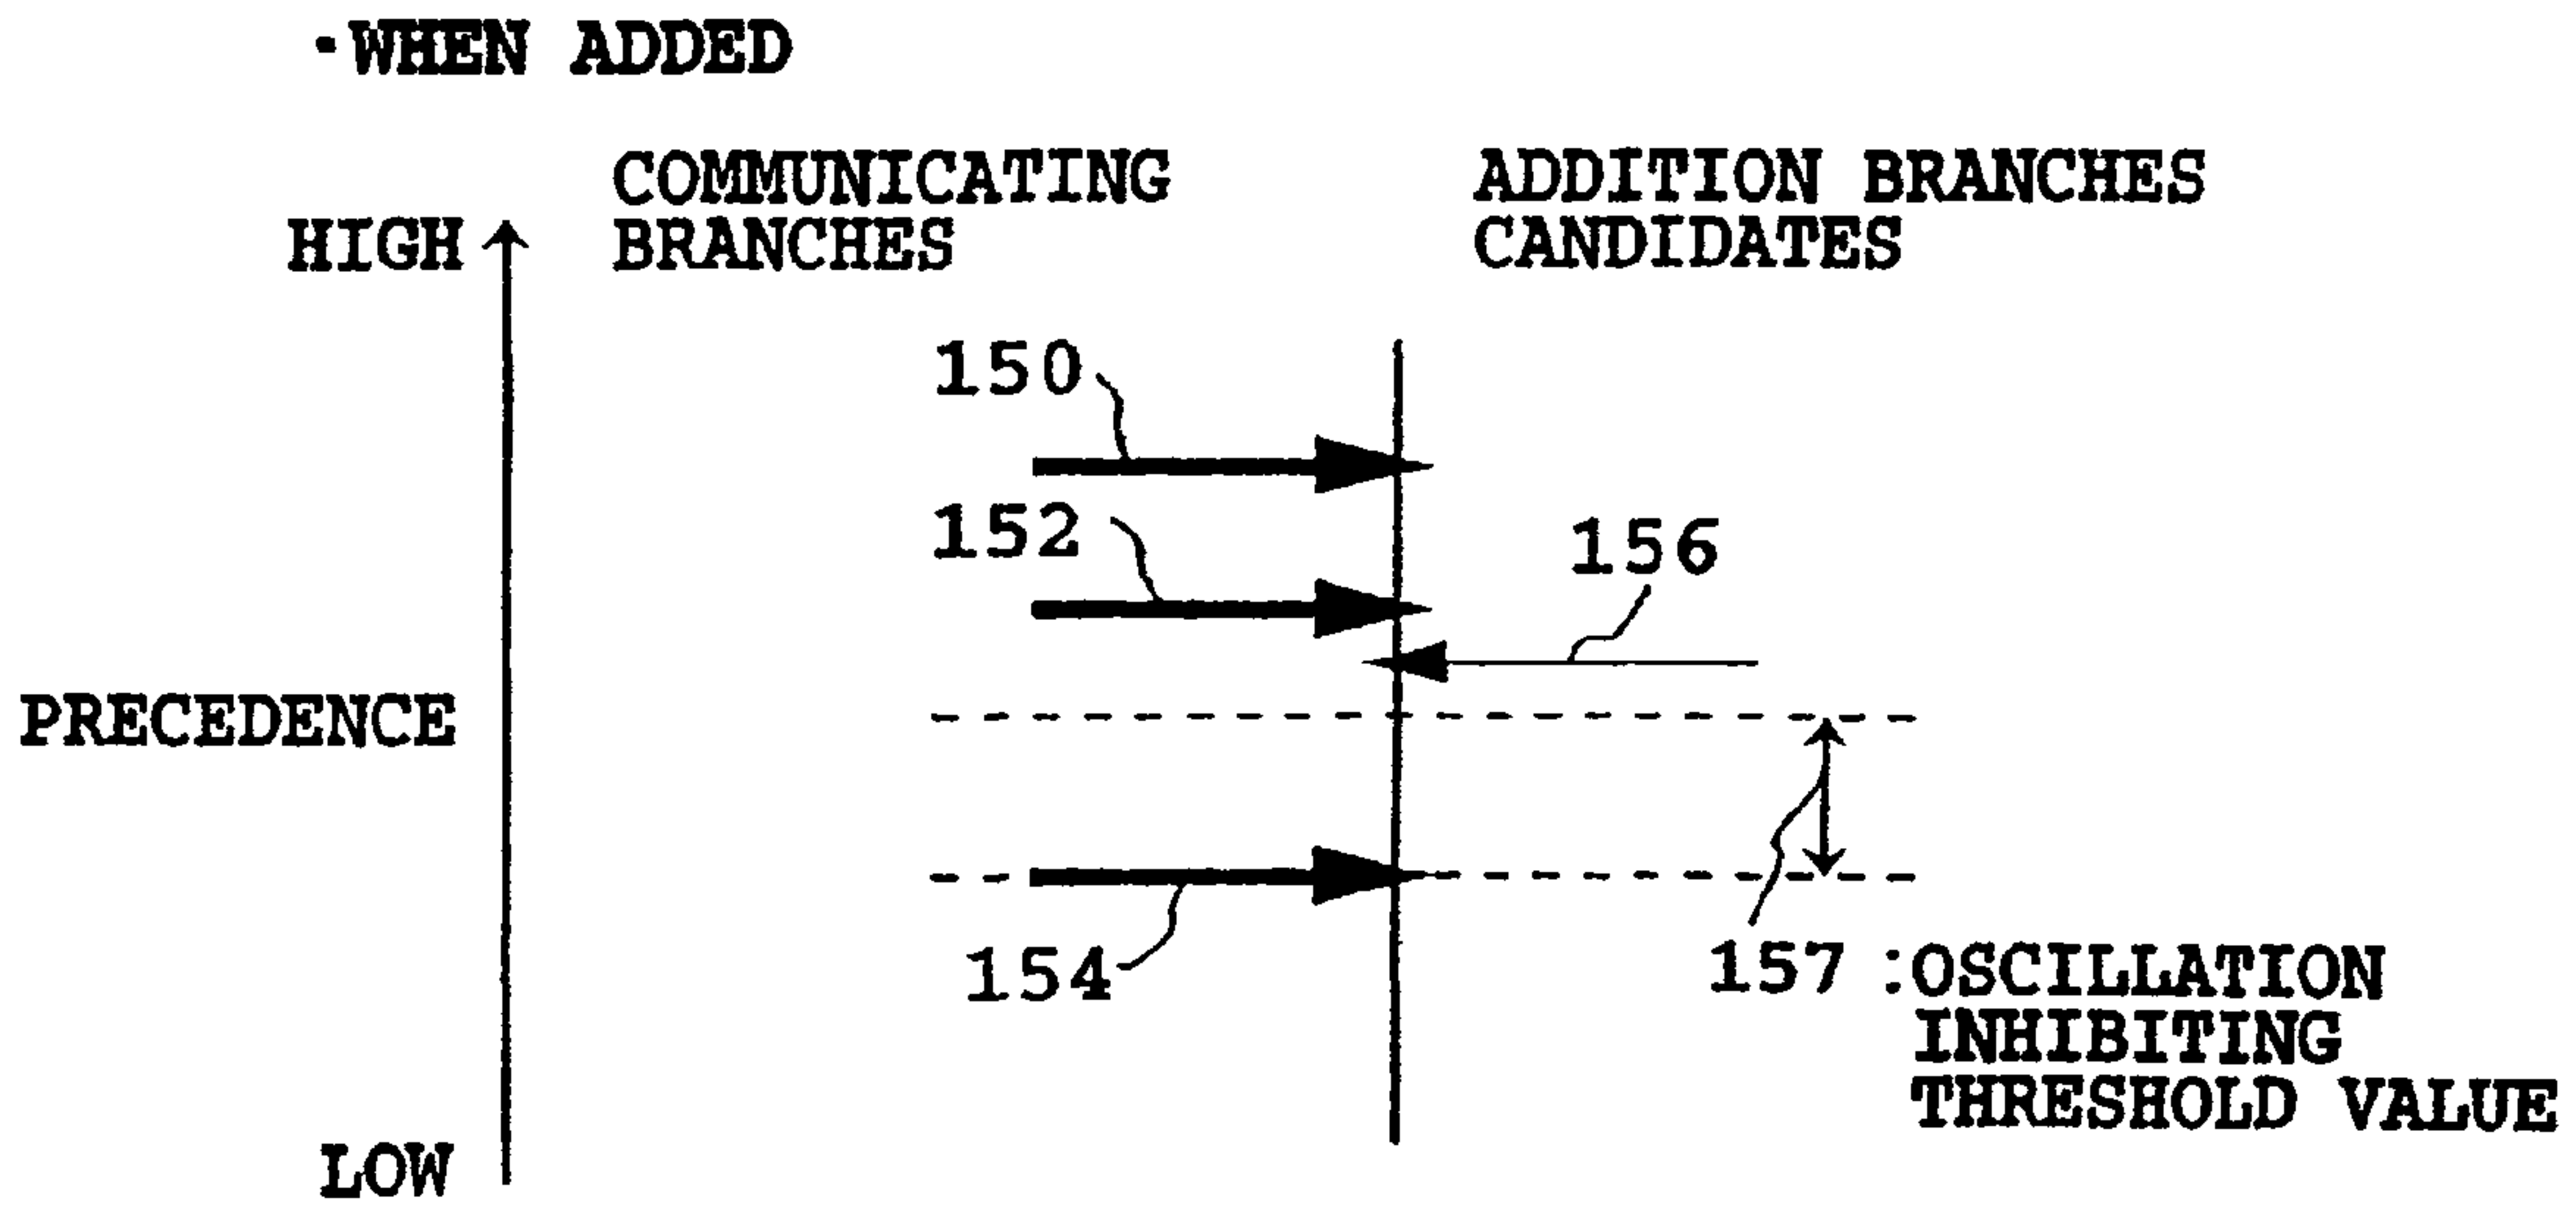 ·WHEN ADDED
COMMUNICATING
BRANCHES
ADDITION BRANCHES
CANDIDATES
HIGH
150
152
156
PRECEDENCE
154
157 :OSCILLATION
INHIBITING
THRESHOLD VALUE
LOW